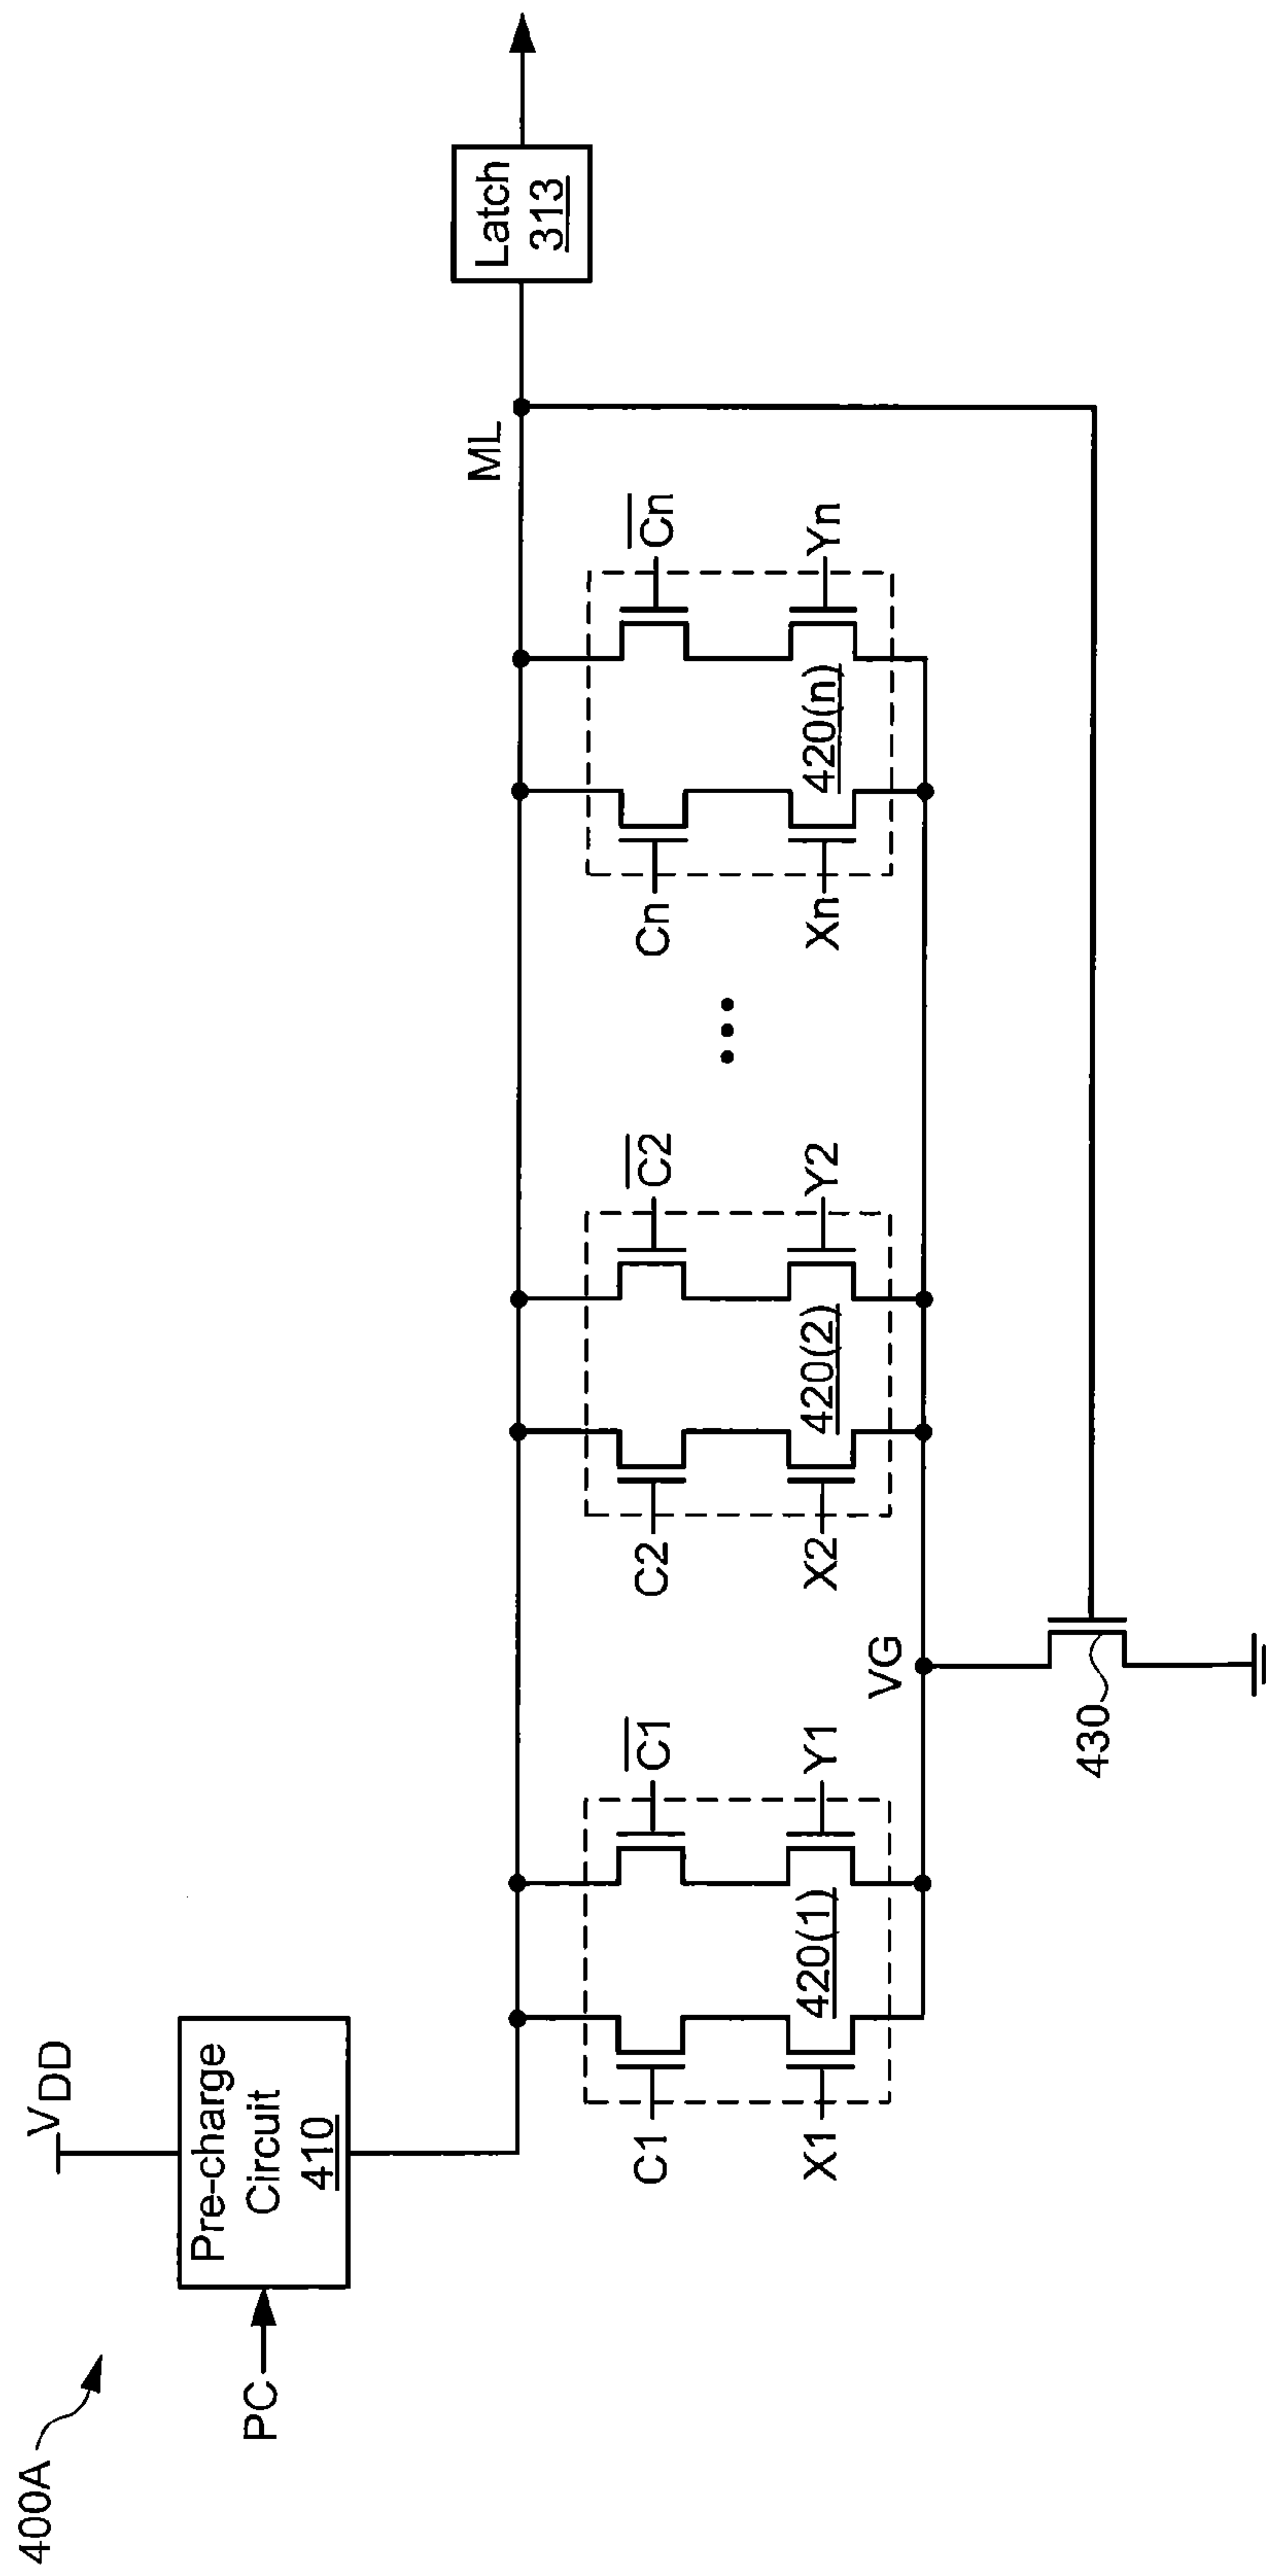 400A
PC
Pre-charge
Circuit
410
VDD
C1
X1
420(1)
C̅1̅
Y1
VG
430
C2
X2
420(2)
C̅2̅
Y2
Cn
Xn
420(n)
C̅n̅
Yn
ML
Latch
313